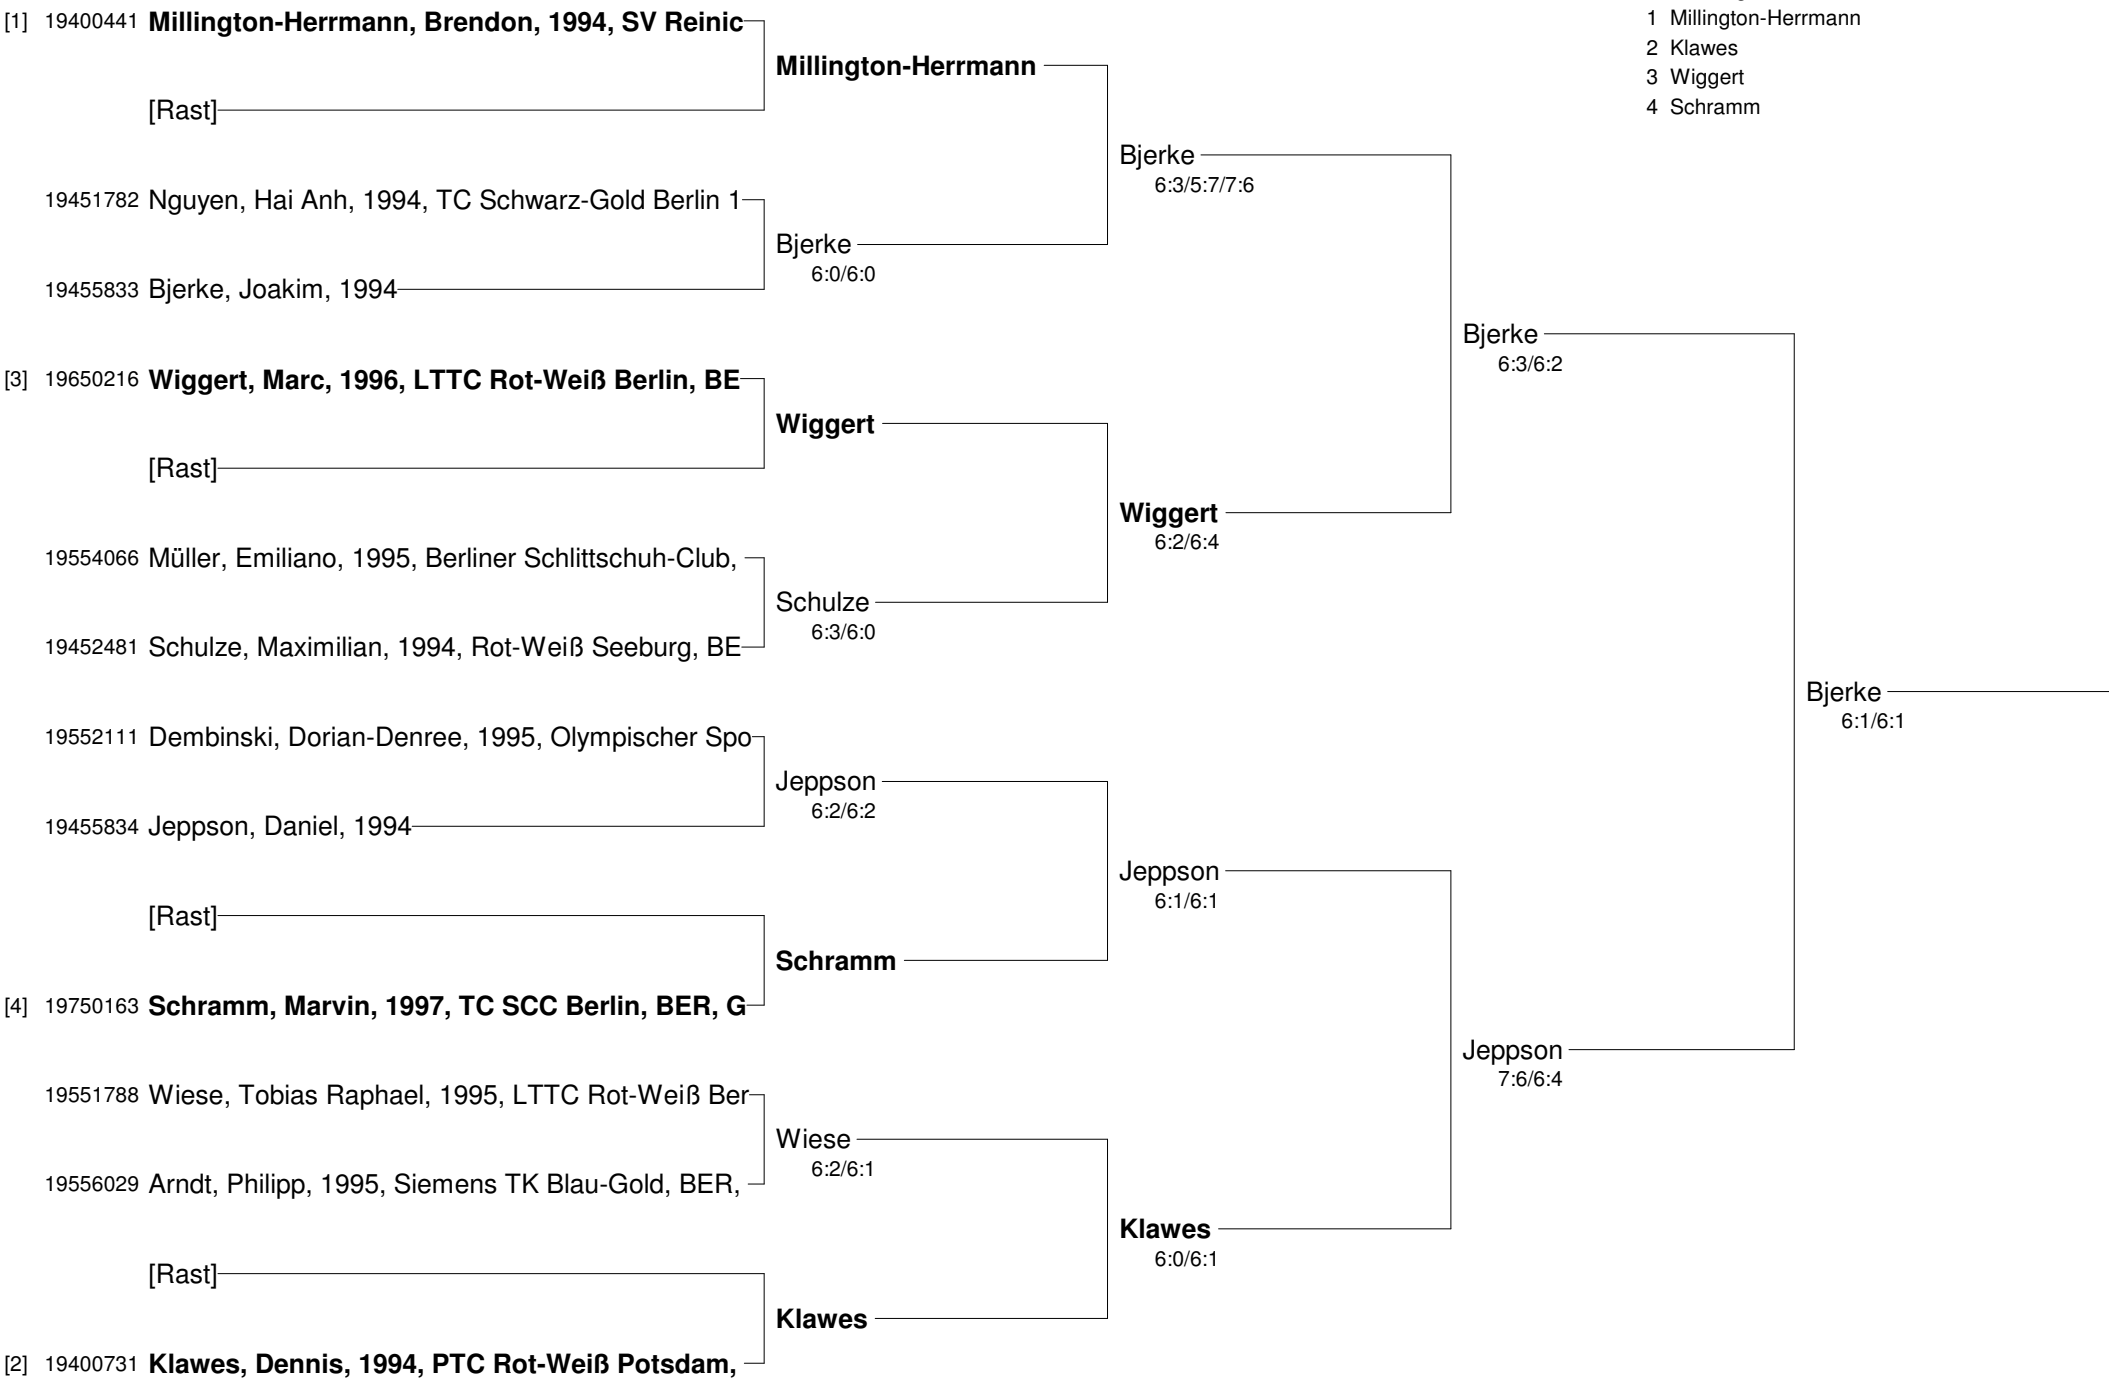 1 Millington-Herrmann
2 Klawes
3 Wiggert
4 Schramm
[1] 19400441 Millington-Herrmann, Brendon, 1994, SV Reinic
Millington-Herrmann
[Rast]
Bjerke
6:3/5:7/7:6
19451782 Nguyen, Hai Anh, 1994, TC Schwarz-Gold Berlin 1
Bjerke
6:0/6:0
19455833 Bjerke, Joakim, 1994
Bjerke
6:3/6:2
[3] 19650216 Wiggert, Marc, 1996, LTTC Rot-Weiß Berlin, BE
Wiggert
[Rast]
Wiggert
6:2/6:4
19554066 Müller, Emiliano, 1995, Berliner Schlittschuh-Club,
Schulze
6:3/6:0
19452481 Schulze, Maximilian, 1994, Rot-Weiß Seeburg, BE
Bjerke
6:1/6:1
19552111 Dembinski, Dorian-Denree, 1995, Olympischer Spo
Jeppson
6:2/6:2
19455834 Jeppson, Daniel, 1994
Jeppson
6:1/6:1
[Rast]
Schramm
[4] 19750163 Schramm, Marvin, 1997, TC SCC Berlin, BER, G
Jeppson
7:6/6:4
19551788 Wiese, Tobias Raphael, 1995, LTTC Rot-Weiß Ber
Wiese
6:2/6:1
19556029 Arndt, Philipp, 1995, Siemens TK Blau-Gold, BER,
Klawes
6:0/6:1
[Rast]
Klawes
[2] 19400731 Klawes, Dennis, 1994, PTC Rot-Weiß Potsdam,